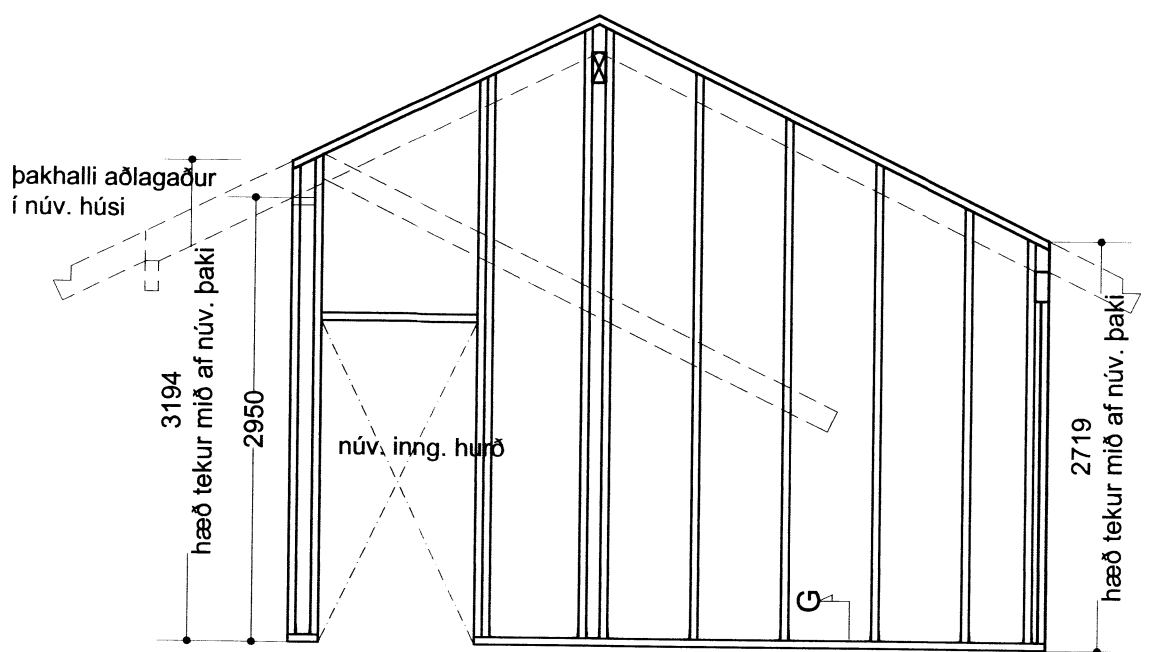 þakhalli aðlagaður
í núv. húsi
3194
hæð tekur mið af núv. þaki
2950
núv. inng. hurð
G
2719
hæð tekur mið af núv. þaki